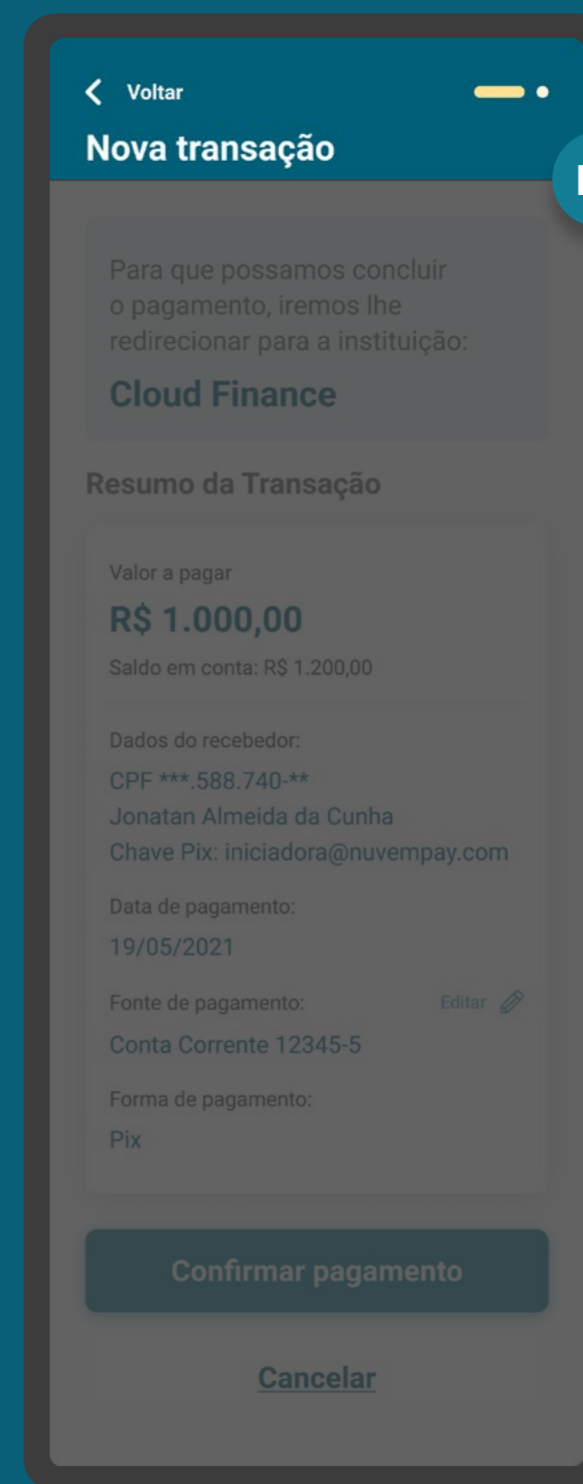 Voltar
Nova transação
Para que possamos concluir
o pagamento, iremos lhe
redirecionar para a instituição:
Cloud Finance
Resumo da Transação
Valor a pagar
R$ 1.000,00
Saldo em conta: R$ 1.200,00
Dados do recebedor:
CPF ***.588.740-**
Jonatan Almeida da Cunha
Chave Pix: iniciadora@nuvempay.com
Data de pagamento:
19/05/2021
Fonte de pagamento: Editar
Conta Corrente 12345-5
Forma de pagamento:
Pix
Confirmar pagamento
Cancelar